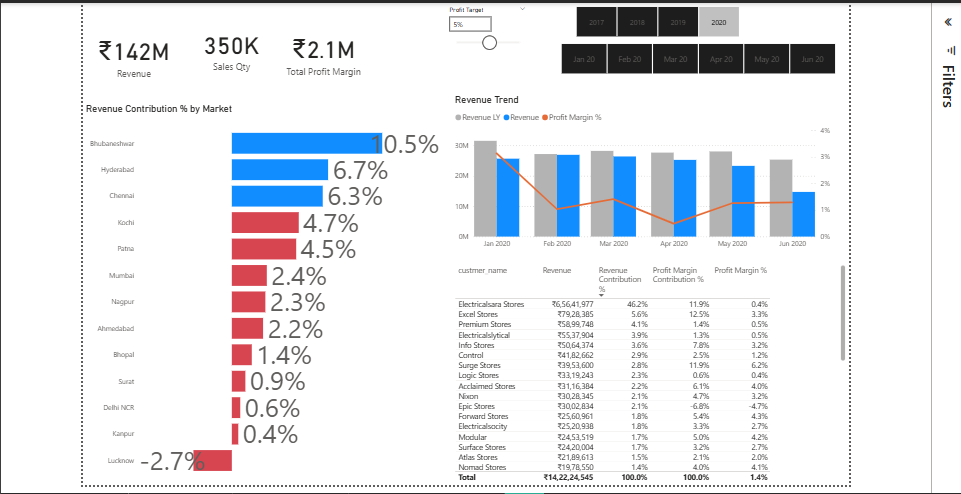 Profit Target
5%
2017 2018 2019 2020
Jan 20 Feb 20 Mar 20 Apr 20 May 20 Jun 20
₹142M
Revenue
350K
Sales Qty
₹2.1M
Total Profit Margin
Filters
Revenue Contribution % by Market
Bhubaneshwar 10.5%
Hyderabad 6.7%
Chennai 6.3%
Kochi 4.7%
Patna 4.5%
Mumbai 2.4%
Nagpur 2.3%
Ahmedabad 2.2%
Bhopal 1.4%
Surat 0.9%
Delhi NCR 0.6%
Kanpur 0.4%
Lucknow -2.7%
Revenue Trend
Revenue LY Revenue Profit Margin %
30M
20M
10M
0M
4%
3%
2%
1%
0%
Jan 2020 Feb 2020 Mar 2020 Apr 2020 May 2020 Jun 2020
custmer_name Revenue Revenue Contribution % Profit Margin Contribution % Profit Margin %
Electricalsara Stores ₹6,56,41,977 46.2% 11.9% 0.4%
Excel Stores ₹79,28,385 5.6% 12.5% 3.3%
Premium Stores ₹58,99,748 4.1% 1.4% 0.5%
Electricalslytical ₹55,37,904 3.9% 1.3% 0.5%
Info Stores ₹50,64,374 3.6% 7.8% 3.2%
Control ₹41,82,662 2.9% 2.5% 1.2%
Surge Stores ₹39,53,600 2.8% 11.9% 6.2%
Logic Stores ₹33,19,243 2.3% 0.6% 0.4%
Acclaimed Stores ₹31,16,384 2.2% 6.1% 4.0%
Nixon ₹30,28,345 2.1% 4.7% 3.2%
Epic Stores ₹30,02,834 2.1% -6.8% -4.7%
Forward Stores ₹25,60,961 1.8% 5.4% 4.3%
Electricalsocity ₹25,20,938 1.8% 3.3% 2.7%
Modular ₹24,53,519 1.7% 5.0% 4.2%
Surface Stores ₹24,20,004 1.7% 3.2% 2.7%
Atlas Stores ₹21,89,613 1.5% 2.1% 2.0%
Nomad Stores ₹19,78,550 1.4% 4.0% 4.1%
Total ₹14,22,24,545 100.0% 100.0% 1.4%